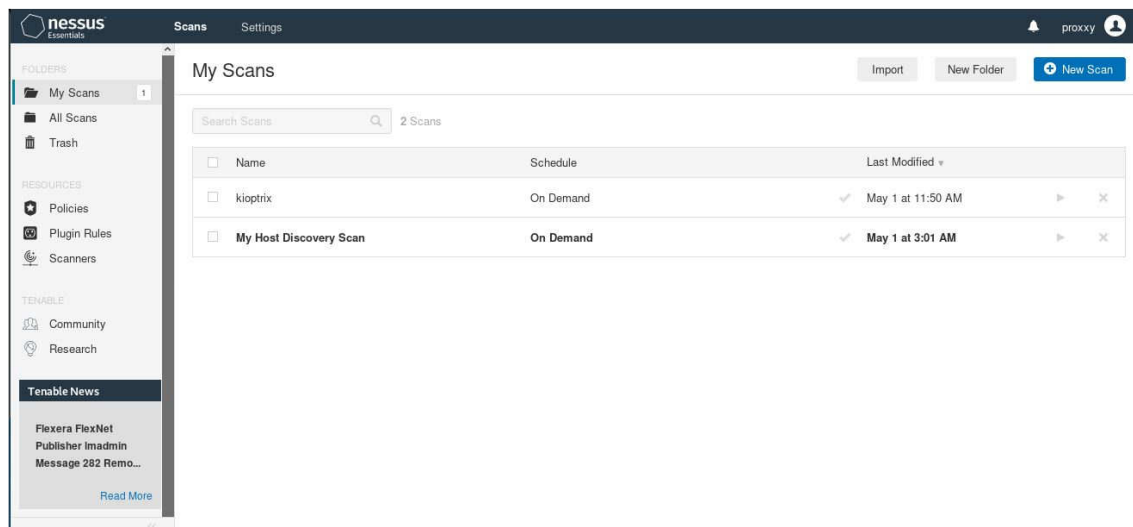 nessus
Essentials
Scans
Settings
proxxy
FOLDERS
My Scans
1
All Scans
Trash
RESOURCES
Policies
Plugin Rules
Scanners
TENABLE
Community
Research
Tenable News
Flexera FlexNet
Publisher lmadmin
Message 282 Remo...
Read More
My Scans
Import
New Folder
New Scan
Search Scans
2 Scans
Name
Schedule
Last Modified
kioptrix
On Demand
May 1 at 11:50 AM
My Host Discovery Scan
On Demand
May 1 at 3:01 AM